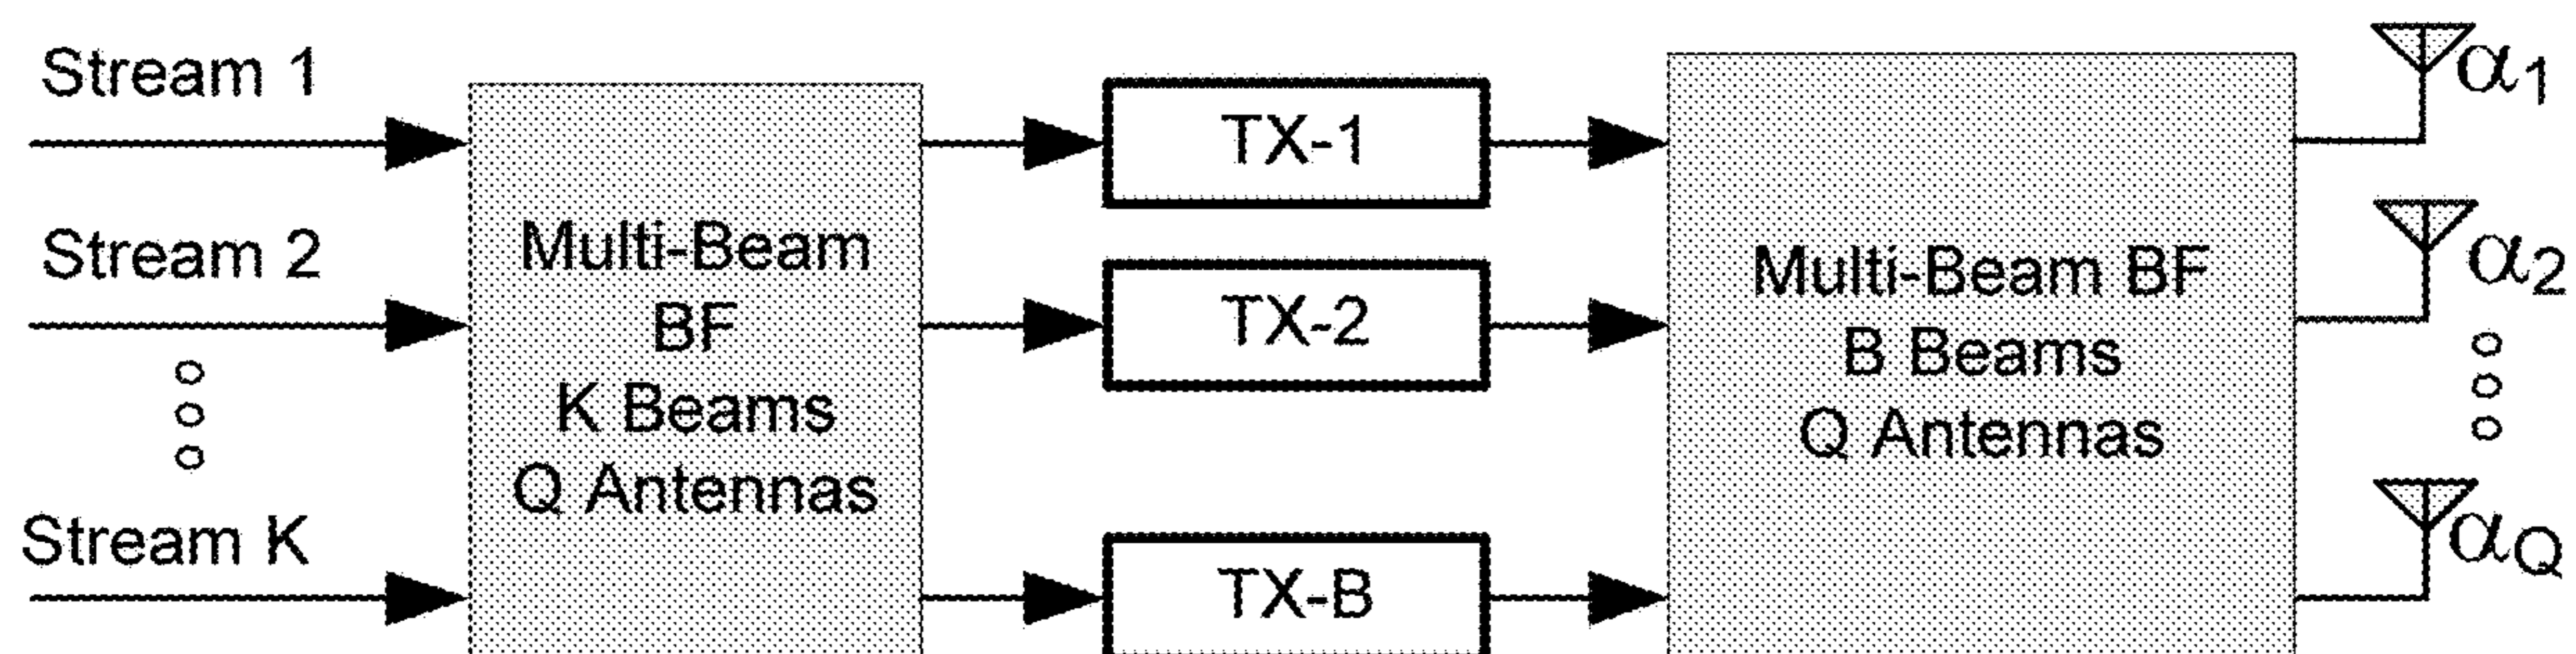 Stream 1
Stream 2
Stream K
Multi-Beam
BF
K Beams
Q Antennas
TX-1
TX-2
TX-B
Multi-Beam BF
B Beams
Q Antennas
α1
α2
αQ